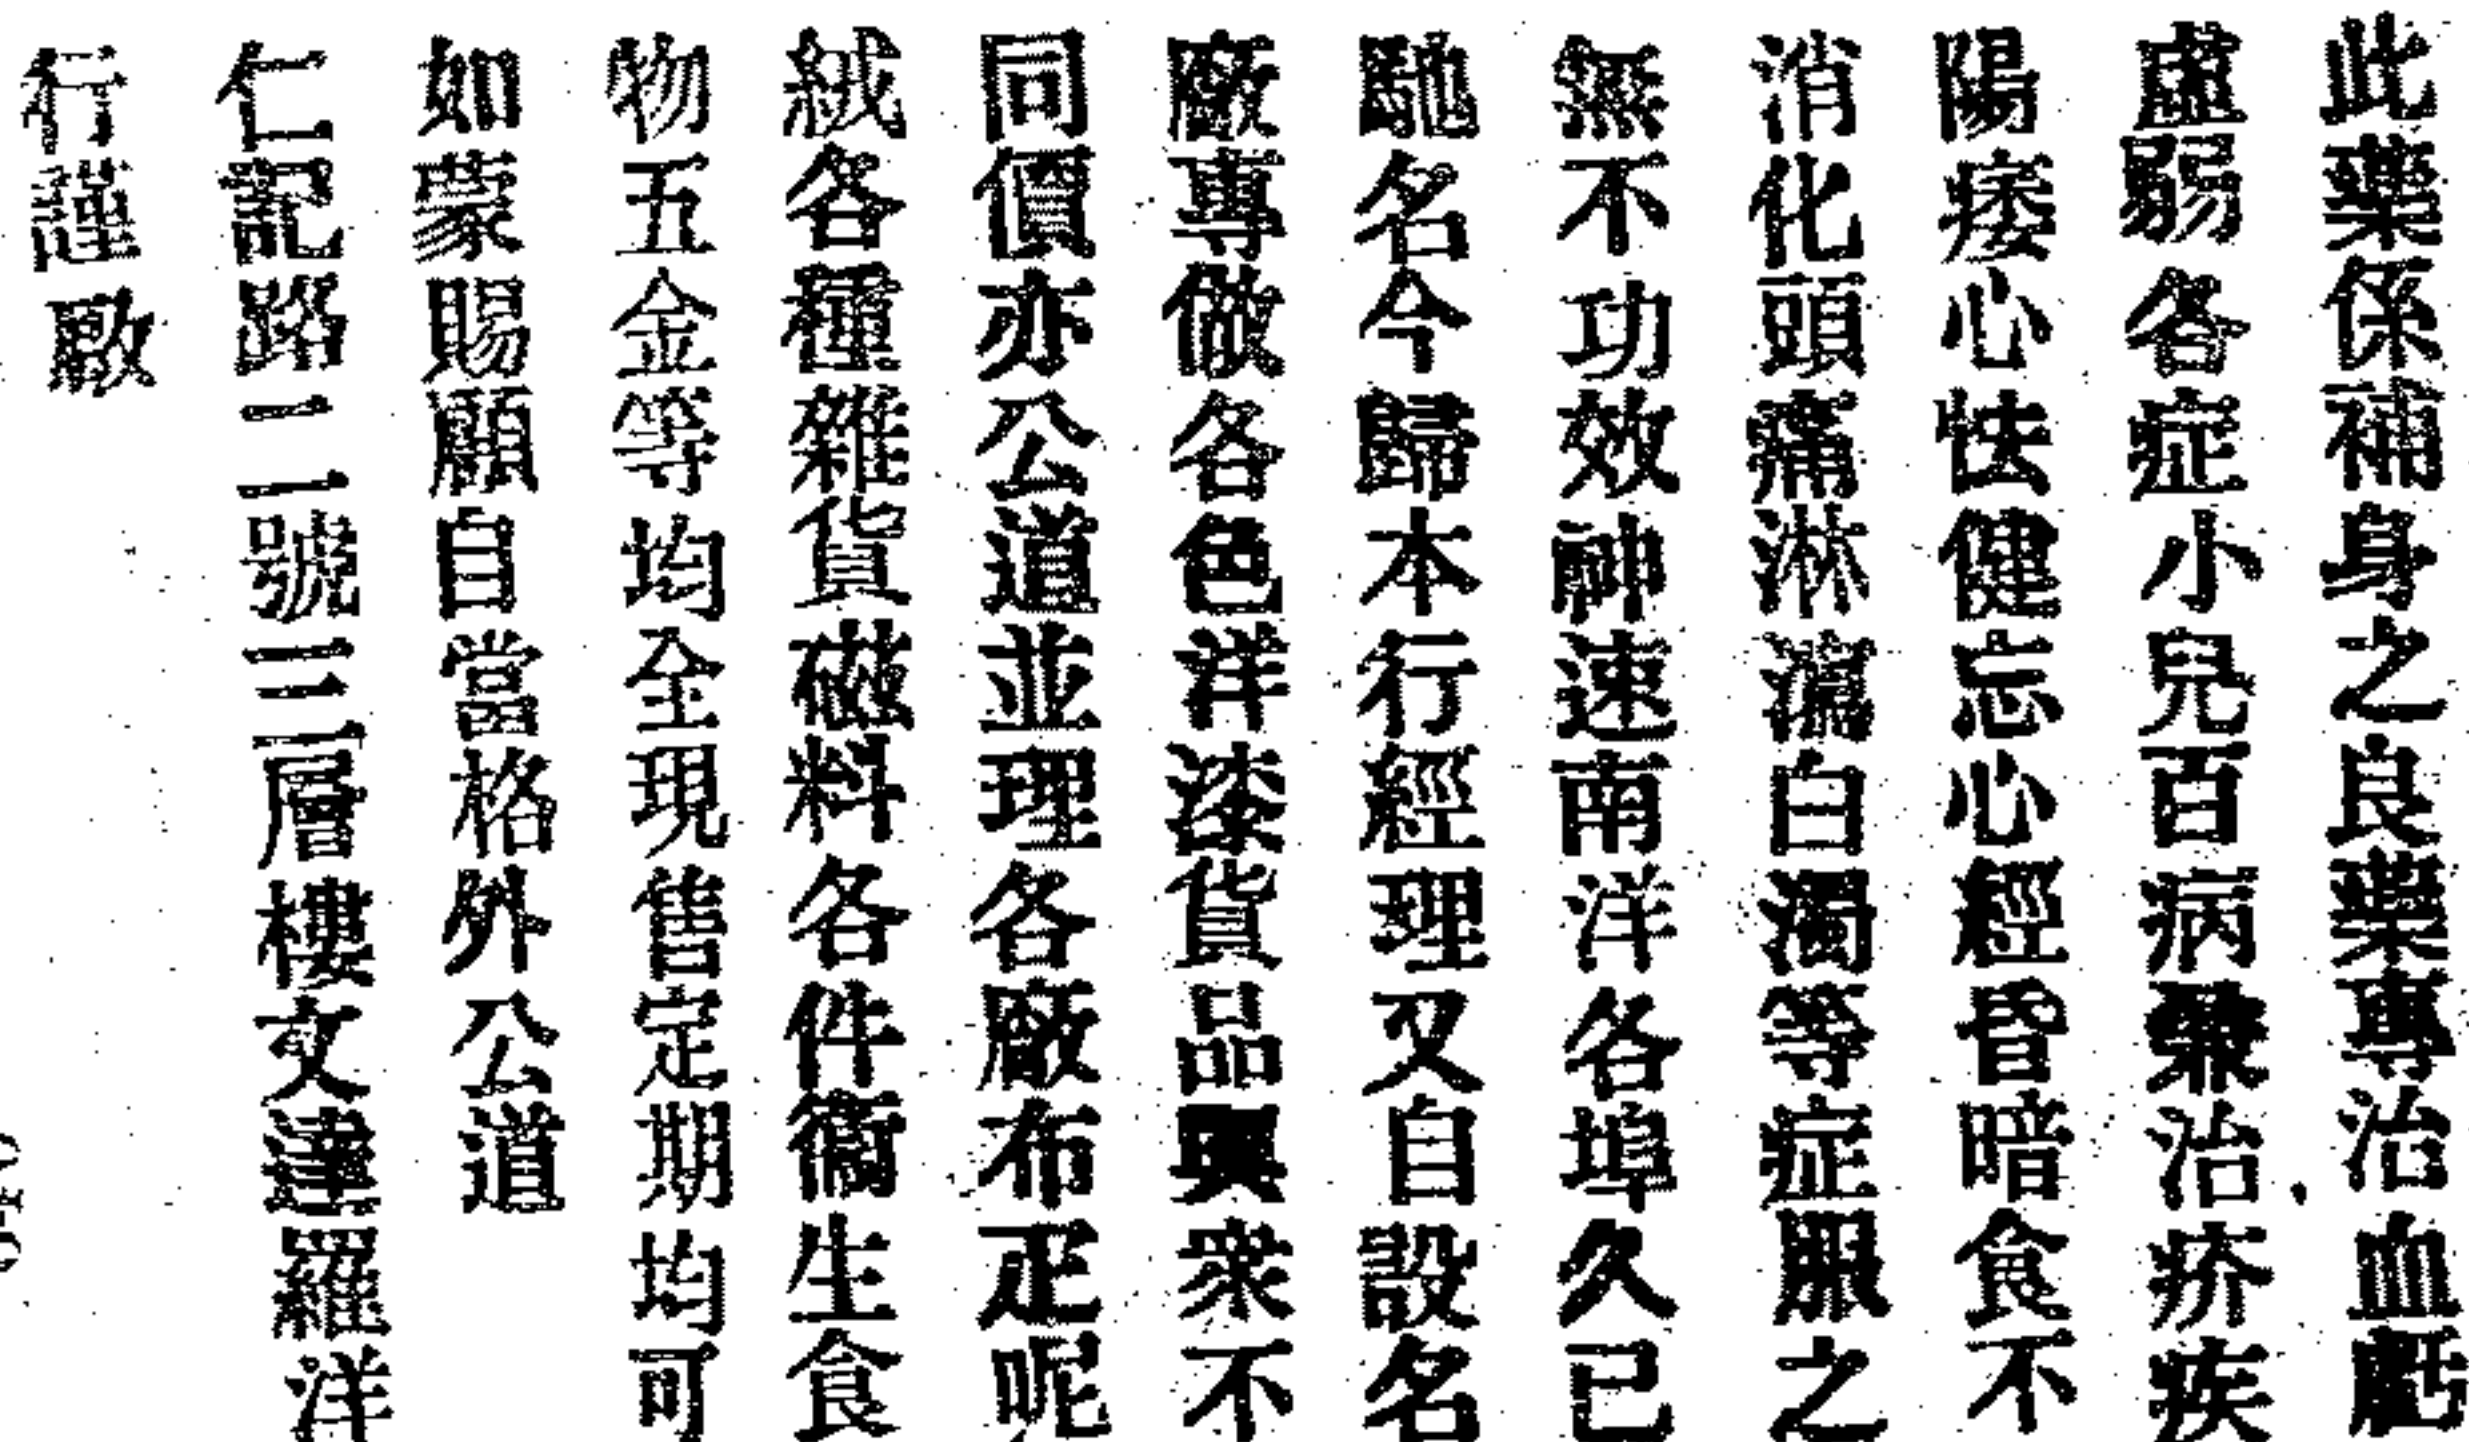 此藥係補身之良藥專治血虧
虛弱各症小兒百病兼治疥疾
陽痿心怯健忘心經昏暗食不
消化頭痛淋濁白濁等症服之
無不功效神速南洋各埠久已
馳名今歸本行經理又自設名
廠專做各色洋漆貨品與衆不
同價亦公道並理各廠布疋呢
絨各種雜貨磁料各件衞生食
物五金等均全現售定期均可
如蒙賜顧自當格外公道
仁記路二二號三層樓文達羅洋
行謹啟